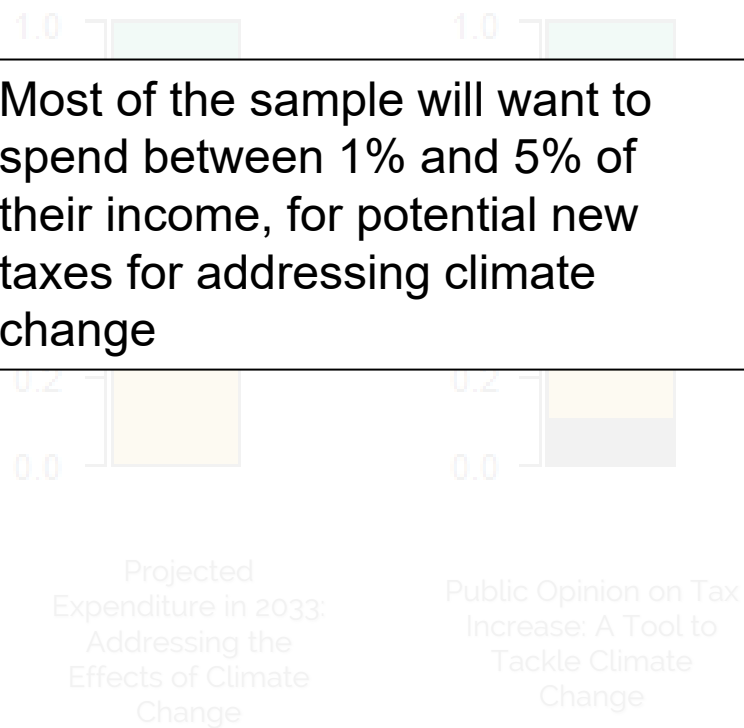 1.0 1.0
Most of the sample will want to
spend between 1% and 5% of
their income, for potential new
taxes for addressing climate
change
0.2 0.2
0.0 0.0
Projected
Expenditure in 2033:
Addressing the
Effects of Climate
Change
Public Opinion on Tax
Increase: A Tool to
Tackle Climate
Change